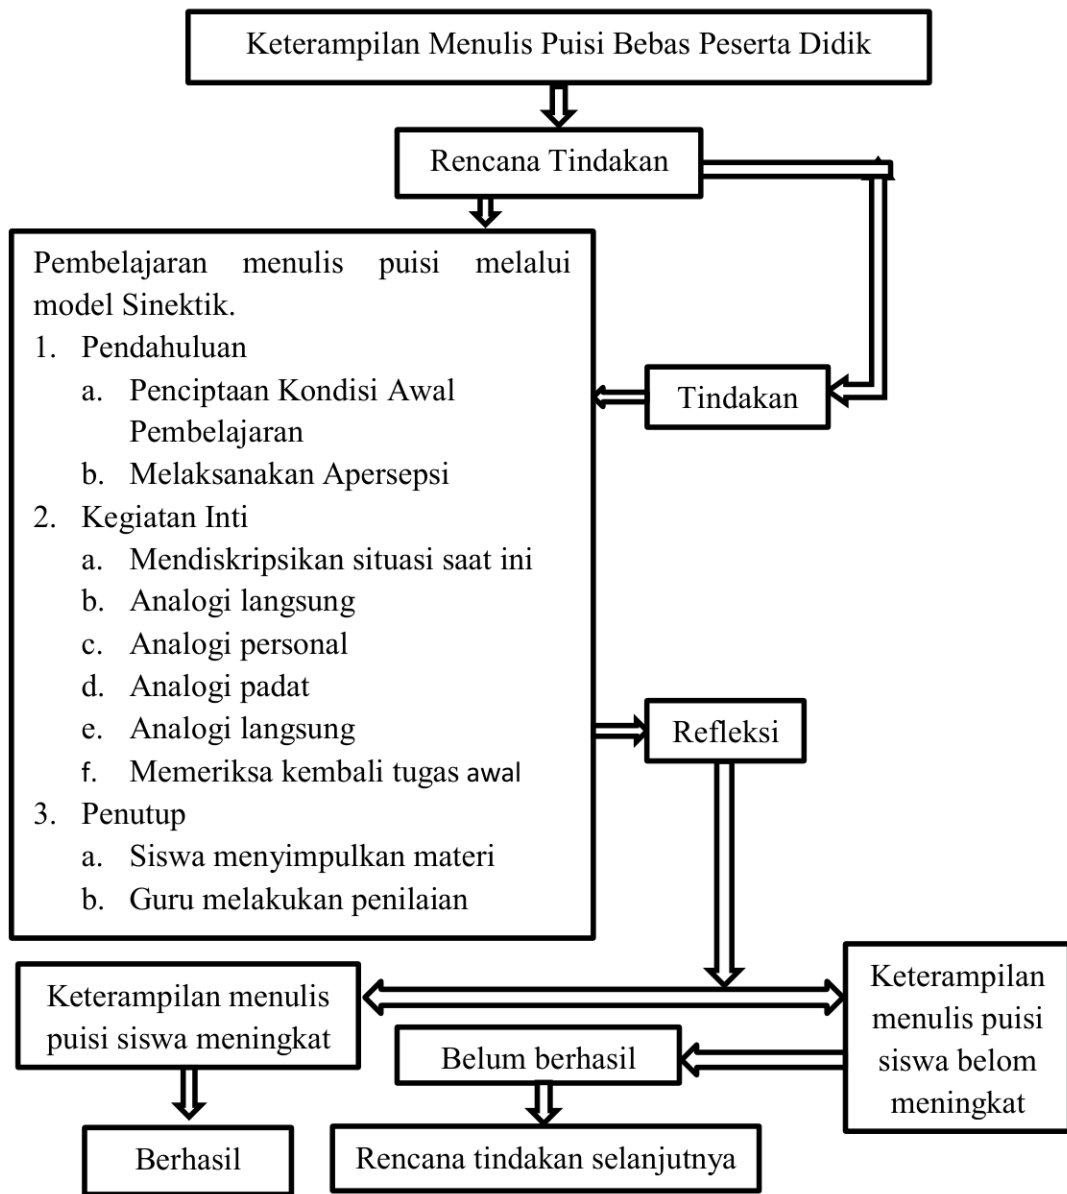 Keterampilan Menulis Puisi Bebas Peserta Didik
Rencana Tindakan
Pembelajaran menulis puisi melalui
model Sinektik.
1. Pendahuluan
a. Penciptaan Kondisi Awal
Pembelajaran
b. Melaksanakan Apersepsi
2. Kegiatan Inti
a. Mendiskripsikan situasi saat ini
b. Analogi langsung
c. Analogi personal
d. Analogi padat
e. Analogi langsung
f. Memeriksa kembali tugas awal
3. Penutup
a. Siswa menyimpulkan materi
b. Guru melakukan penilaian
Tindakan
Refleksi
Keterampilan menulis
puisi siswa meningkat
Keterampilan
menulis puisi
siswa belom
meningkat
Belum berhasil
Berhasil
Rencana tindakan selanjutnya